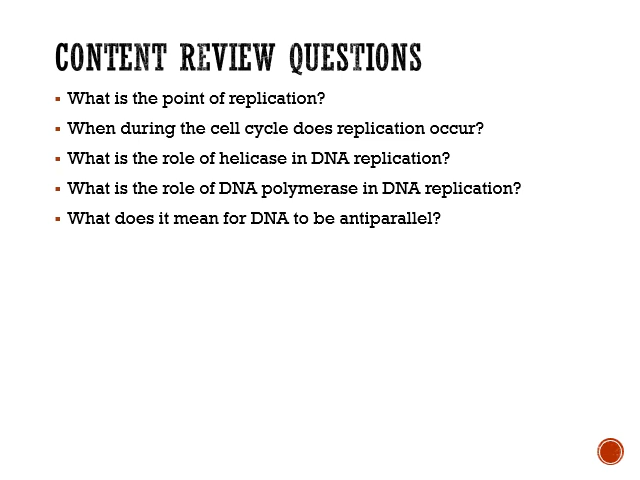 CONTENT REVIEW QUESTIONS
▪ What is the point of replication?
▪ When during the cell cycle does replication occur?
▪ What is the role of helicase in DNA replication?
▪ What is the role of DNA polymerase in DNA replication?
▪ What does it mean for DNA to be antiparallel?